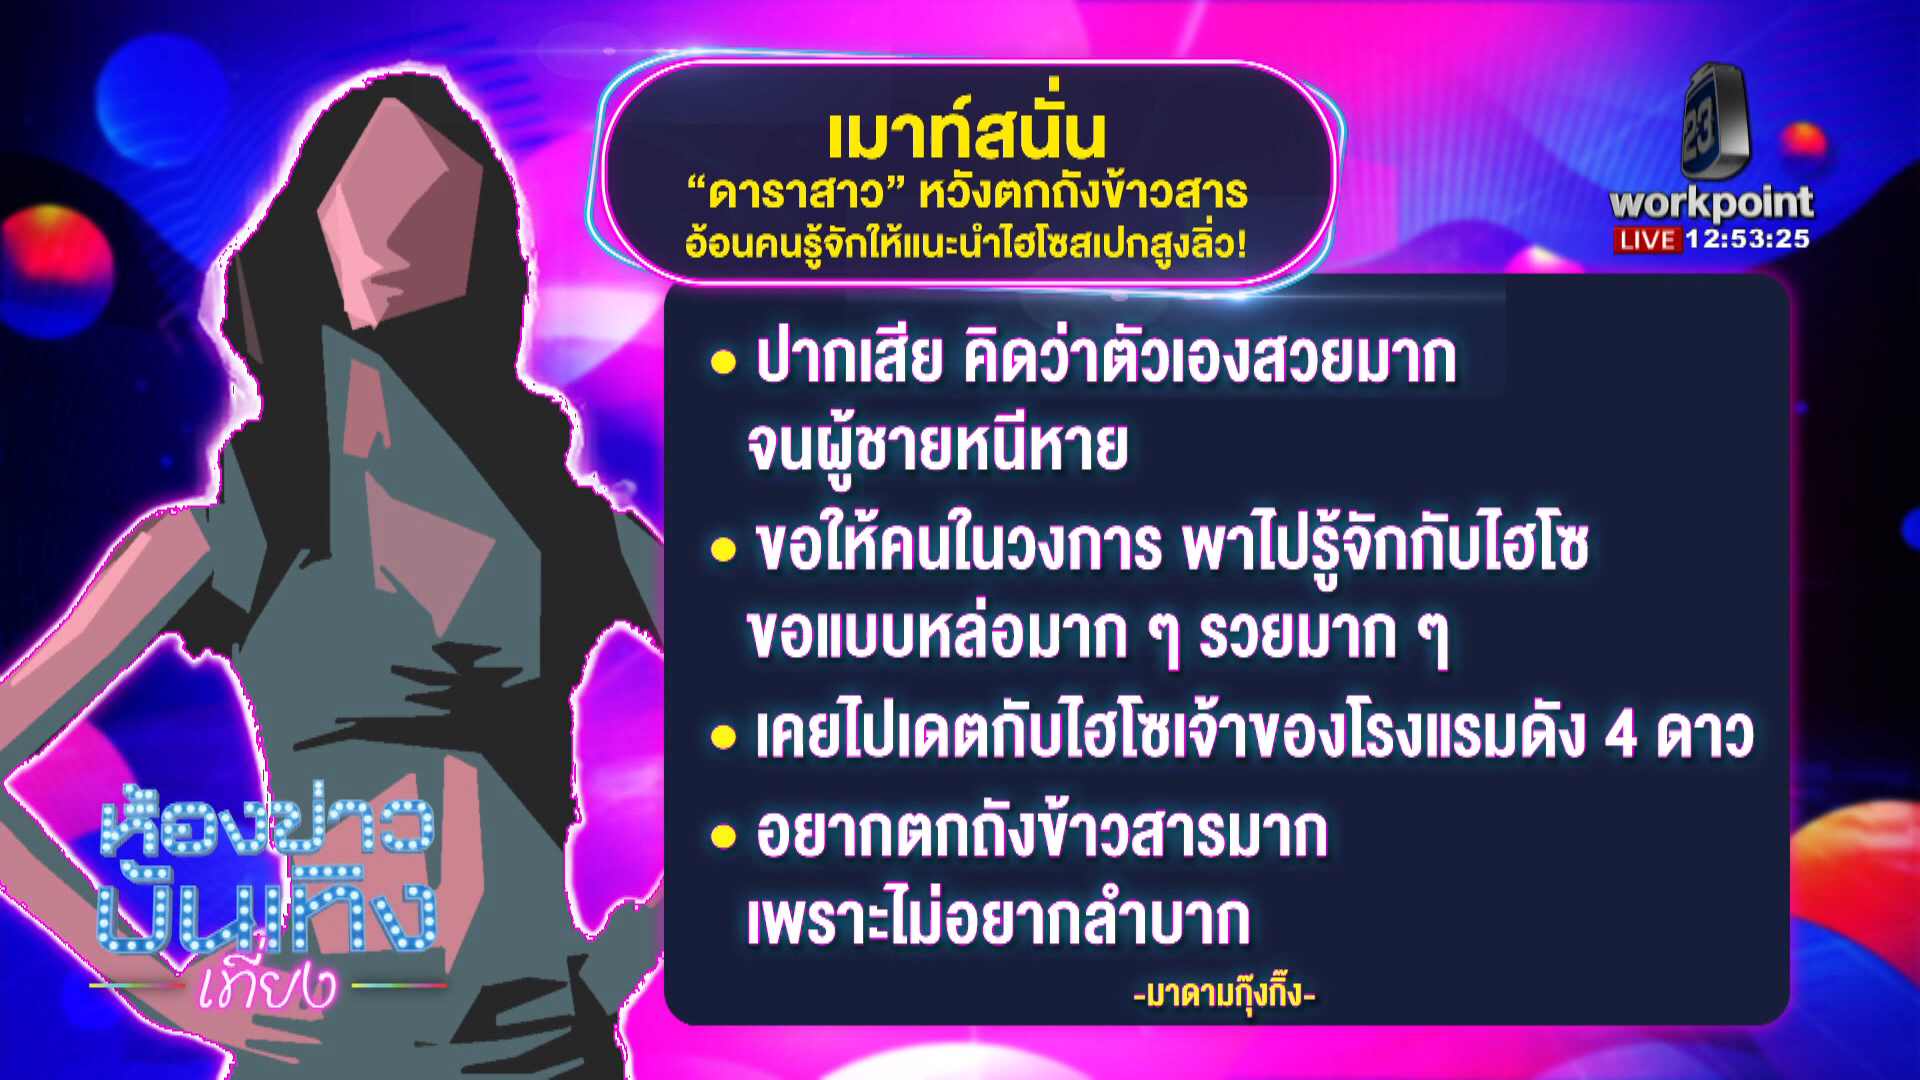 เมาท์สนั่น
“ดาราสาว” หวังตกถังข้าวสาร
อ้อนคนรู้จักให้แนะนำไฮโซสเปกสูงลิ่ว!
23
workpoint
LIVE 12:53:25
• ปากเสีย คิดว่าตัวเองสวยมาก
จนผู้ชายหนีหาย
• ขอให้คนในวงการ พาไปรู้จักกับไฮโซ
ขอแบบหล่อมาก ๆ รวยมาก ๆ
• เคยไปเดตกับไฮโซเจ้าของโรงแรมดัง 4 ดาว
• อยากตกถังข้าวสารมาก
เพราะไม่อยากลำบาก
-มาดามกุ๊งกิ๊ง-
ห้องข่าว
บันเทิง
เที่ยง